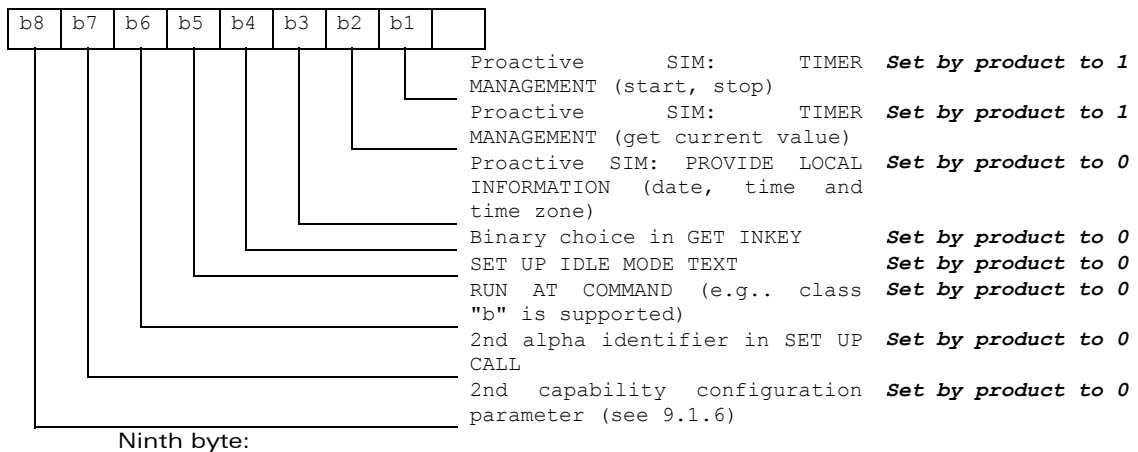 b8 b7 b6 b5 b4 b3 b2 b1
Proactive SIM: TIMER Set by product to 1
MANAGEMENT (start, stop)
Proactive SIM: TIMER Set by product to 1
MANAGEMENT (get current value)
Proactive SIM: PROVIDE LOCAL Set by product to 0
INFORMATION (date, time and
time zone)
Binary choice in GET INKEY Set by product to 0
SET UP IDLE MODE TEXT Set by product to 0
RUN AT COMMAND (e.g.. class Set by product to 0
"b" is supported)
2nd alpha identifier in SET UP Set by product to 0
CALL
2nd capability configuration Set by product to 0
parameter (see 9.1.6)
Ninth byte: